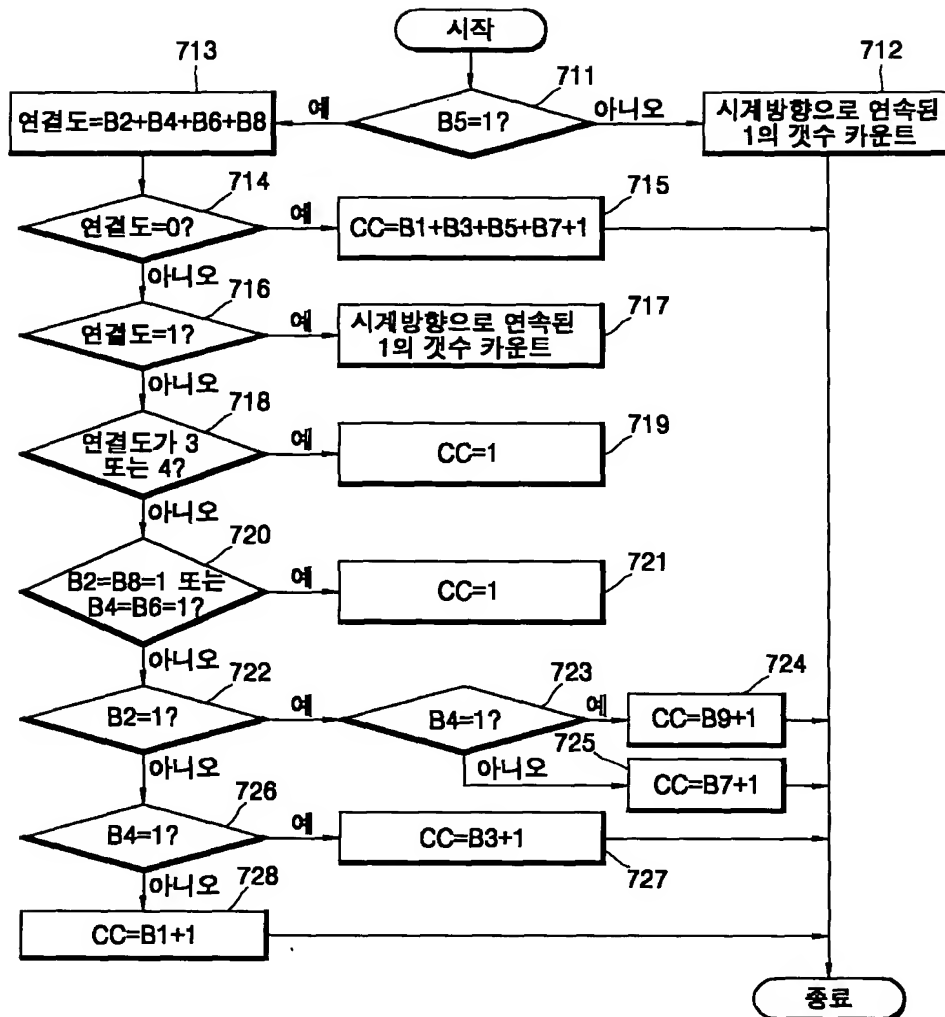 시작
713
711
712
연결도=B2+B4+B6+B8
예
B5=1?
아니오
시계방향으로 연속된
1의 갯수 카운트
714
연결도=0?
예
715
CC=B1+B3+B5+B7+1
아니오
716
연결도=1?
예
717
시계방향으로 연속된
1의 갯수 카운트
아니오
718
연결도가 3
또는 4?
예
719
CC=1
아니오
720
B2=B8=1 또는
B4=B6=1?
예
721
CC=1
아니오
722
B2=1?
예
723
B4=1?
예
724
CC=B9+1
아니오
725
CC=B7+1
아니오
726
B4=1?
예
CC=B3+1
727
아니오
728
CC=B1+1
종료